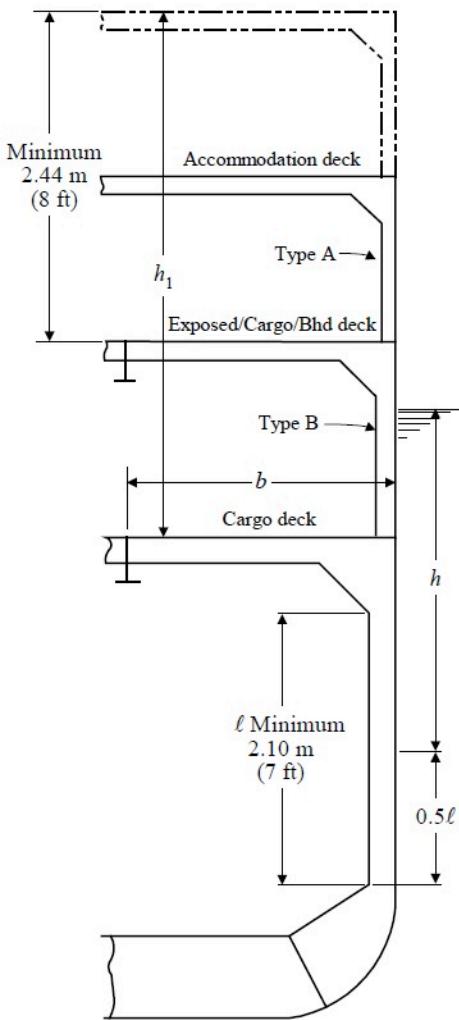 Minimum
2.44 m
(8 ft)
Accommodation deck
Type A
h₁
Exposed/Cargo/Bhd deck
Type B
b
Cargo deck
h
ℓ Minimum
2.10 m
(7 ft)
0.5ℓ